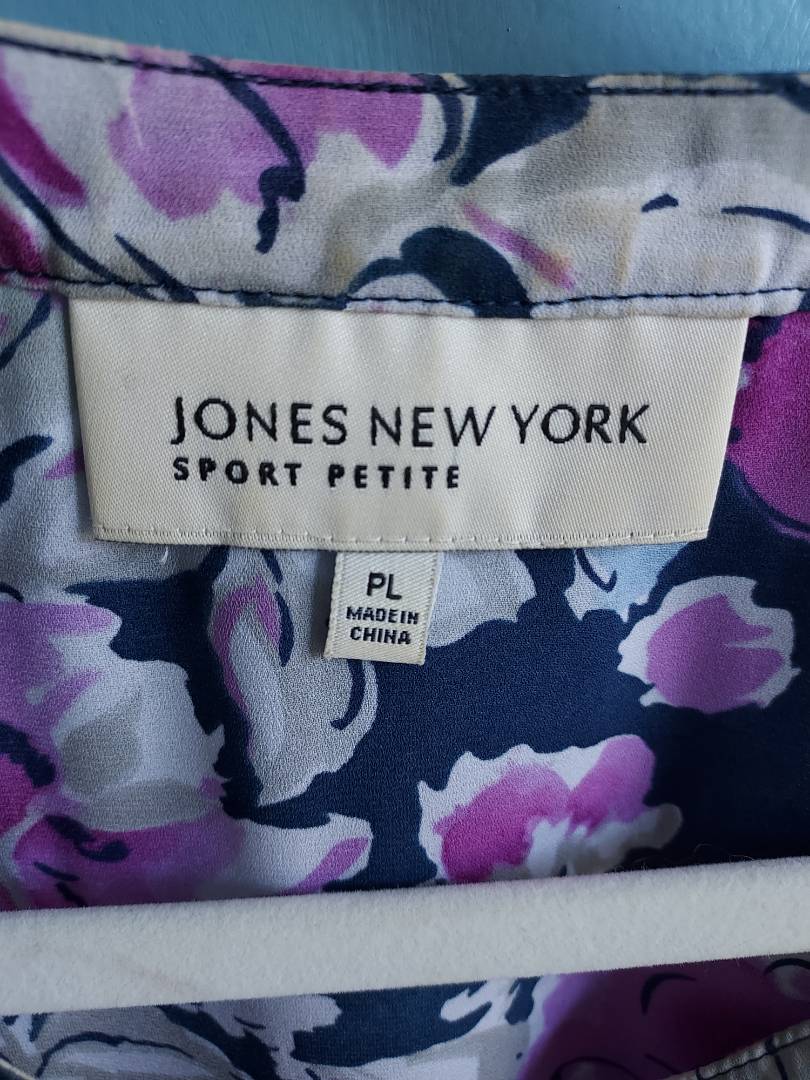 JONES NEW YORK
SPORT PETITE
PL
MADE IN
CHINA